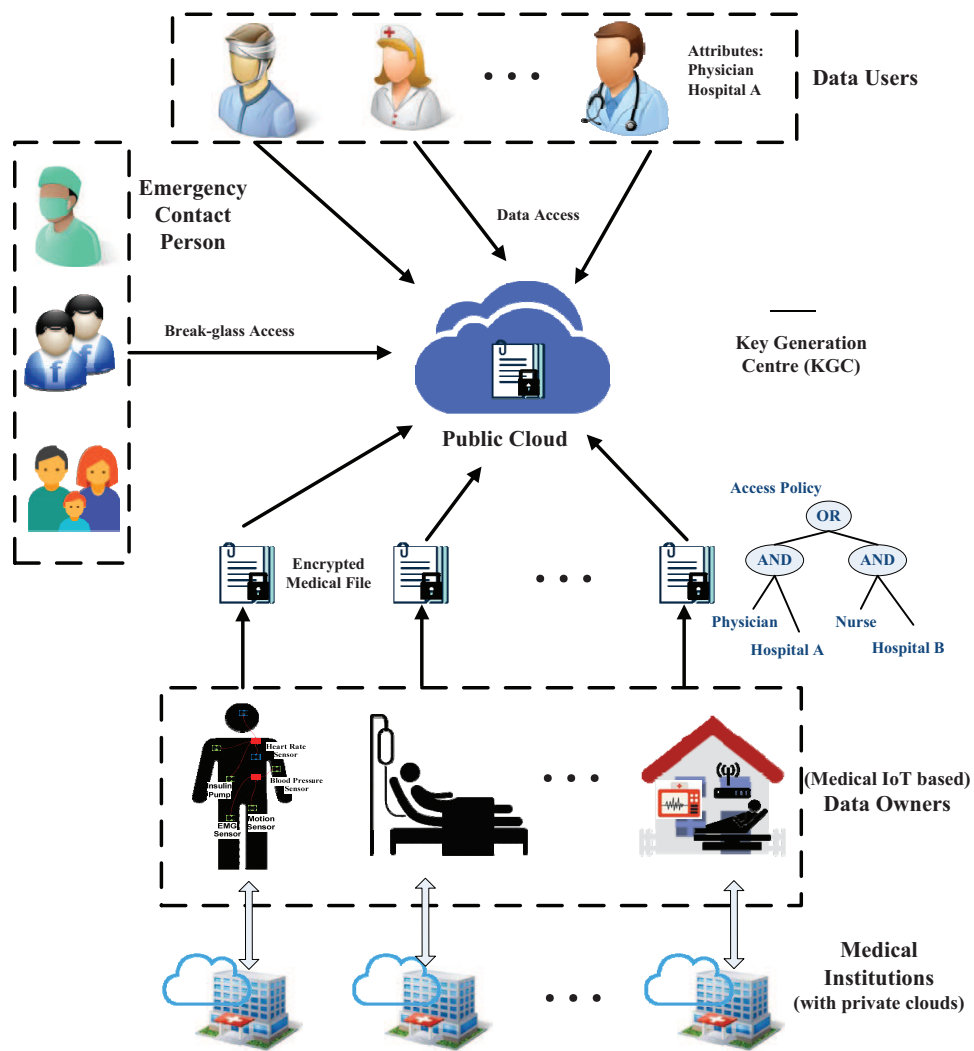 Attributes:
Physician
Hospital A
Data Users
Emergency
Contact
Person
Data Access
Break-glass Access
f
f
Key Generation
Centre (KGC)
Public Cloud
Access Policy
OR
AND
AND
Physician
Nurse
Hospital A
Hospital B
Encrypted
Medical File
Heart Rate
Sensor
Insulin
Pump
Blood Pressure
Sensor
EMG
Sensor
Motion
Sensor
(Medical IoT based)
Data Owners
Medical
Institutions
(with private clouds)